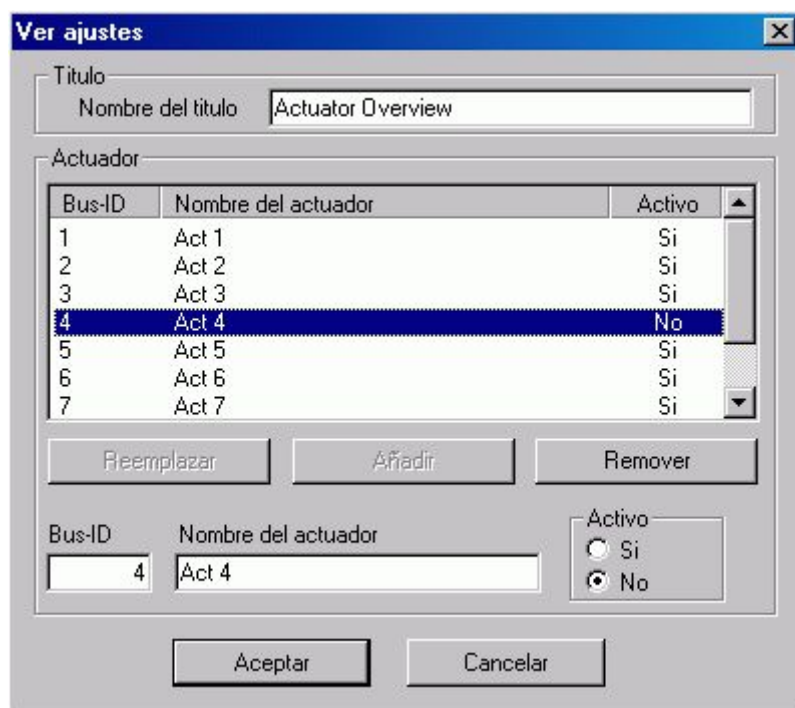 Ver ajustes
Titulo
Nombre del titulo Actuator Overview
Actuador
Bus-ID Nombre del actuador Activo
1 Act 1 Si
2 Act 2 Si
3 Act 3 Si
4 Act 4 No
5 Act 5 Si
6 Act 6 Si
7 Act 7 Si
Reemplazar Añadir Remover
Bus-ID Nombre del actuador Activo
4 Act 4 Si
No
Aceptar Cancelar